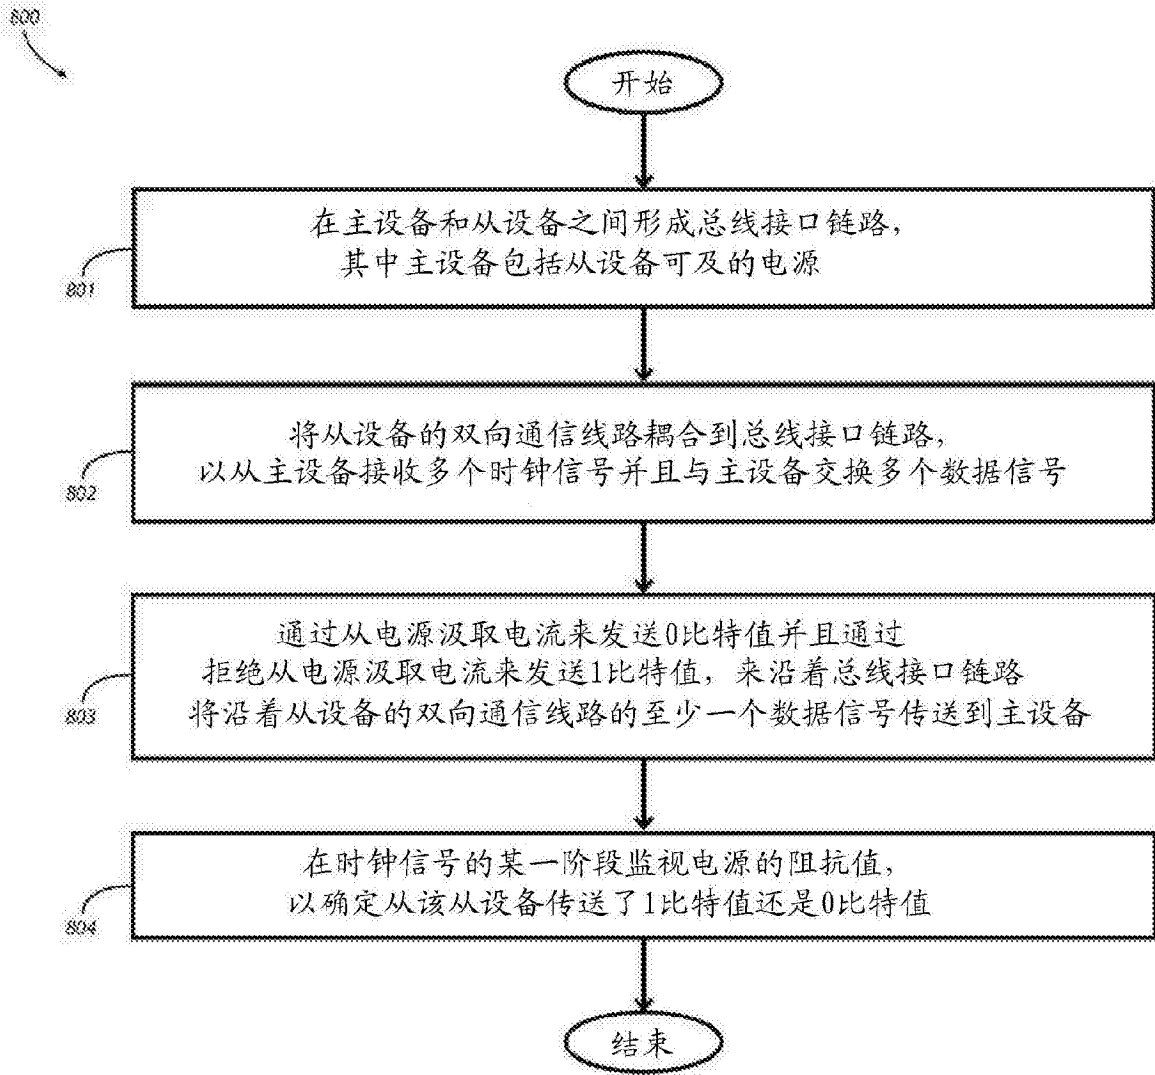 800
开始
在主设备和从设备之间形成总线接口链路，
其中主设备包括从设备可及的电源
801
将从设备的双向通信线路耦合到总线接口链路，
以从主设备接收多个时钟信号并且与主设备交换多个数据信号
802
通过从电源汲取电流来发送0比特值并且通过
拒绝从电源汲取电流来发送1比特值，来沿着总线接口链路
将沿着从设备的双向通信线路的至少一个数据信号传送到主设备
803
在时钟信号的某一阶段监视电源的阻抗值，
以确定从该从设备传送了1比特值还是0比特值
804
结束